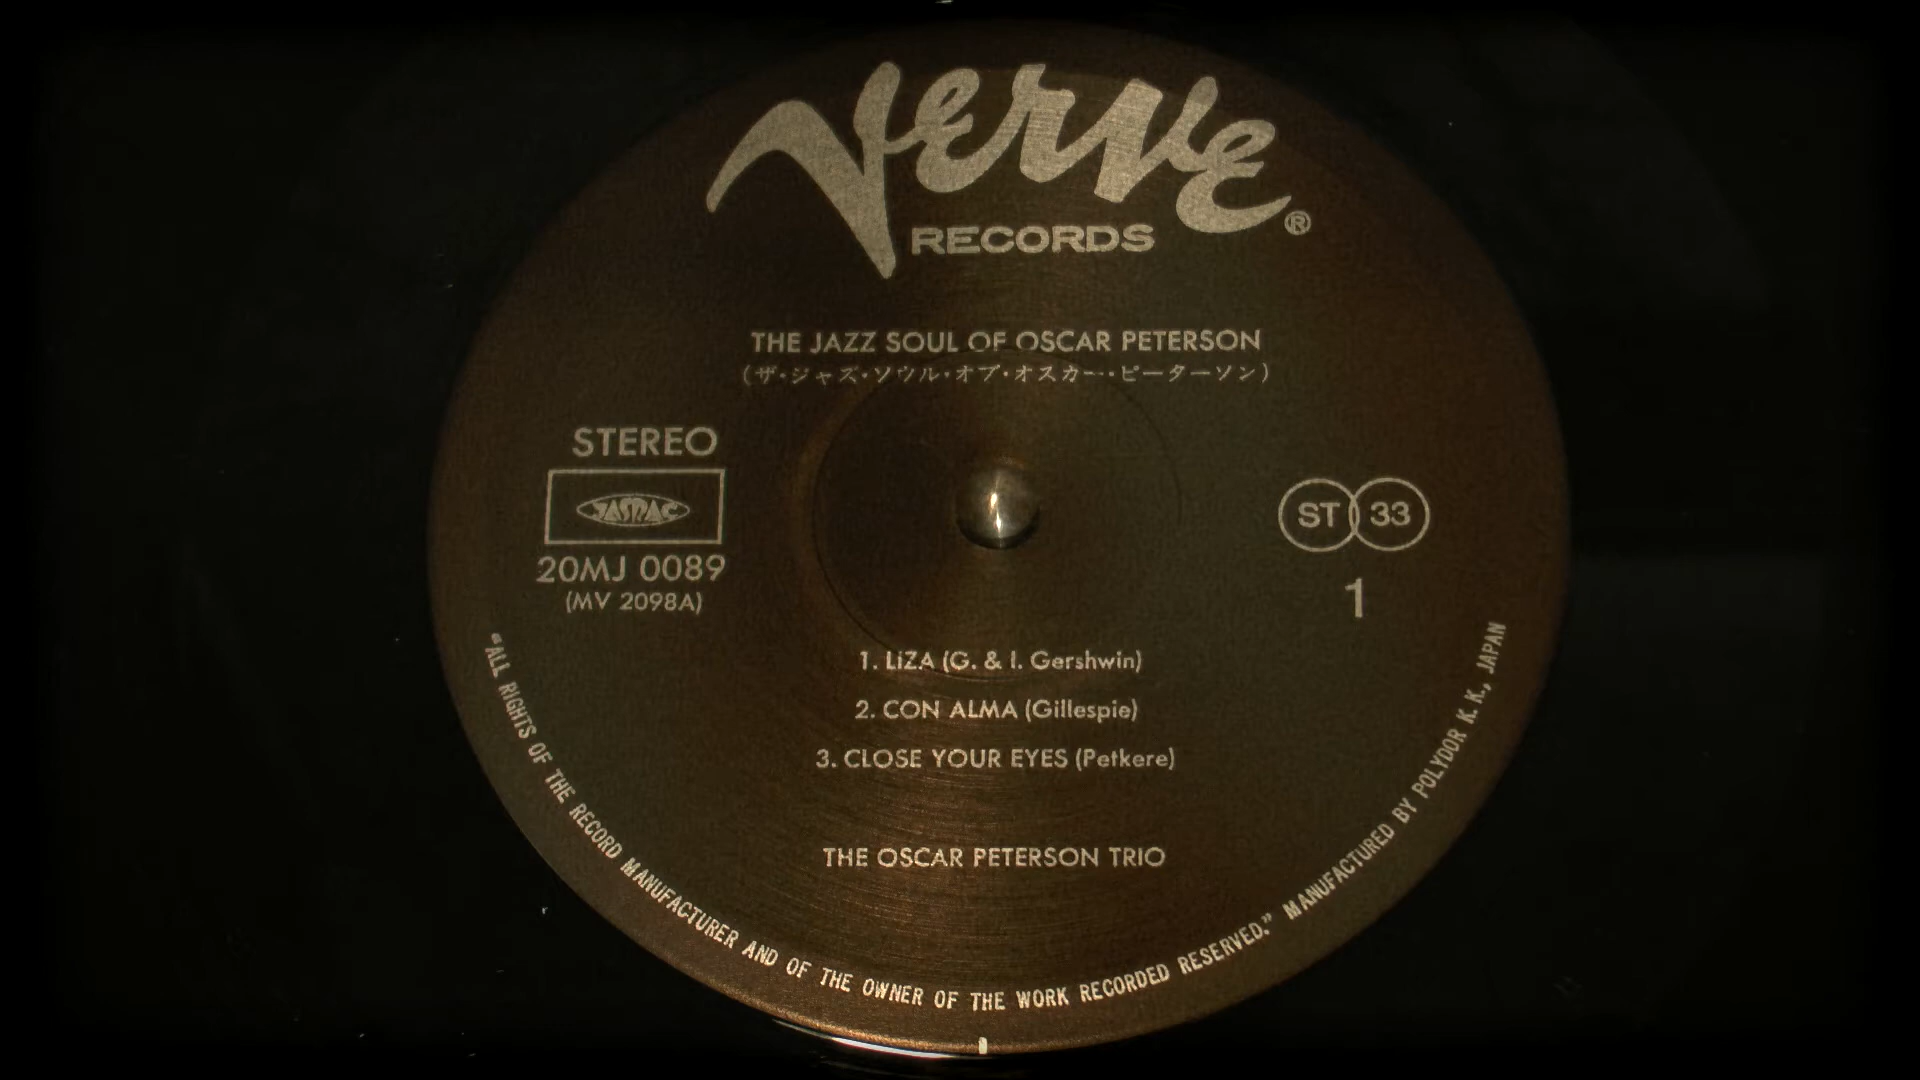 Verve
RECORDS ®
THE JAZZ SOUL OF OSCAR PETERSON
(ザ・ジャズ・ソウル・オブ・オスカー・・ピーターソン)
STEREO
JASRAC
20MJ 0089
(MV 2098A)
ST 33
1
1. LiZA (G. & I. Gershwin)
2. CON ALMA (Gillespie)
3. CLOSE YOUR EYES (Petkere)
THE OSCAR PETERSON TRIO
"ALL RIGHTS OF THE RECORD MANUFACTURER AND OF THE OWNER OF THE WORK RECORDED RESERVED." MANUFACTURED BY POLYDOR K. K., JAPAN